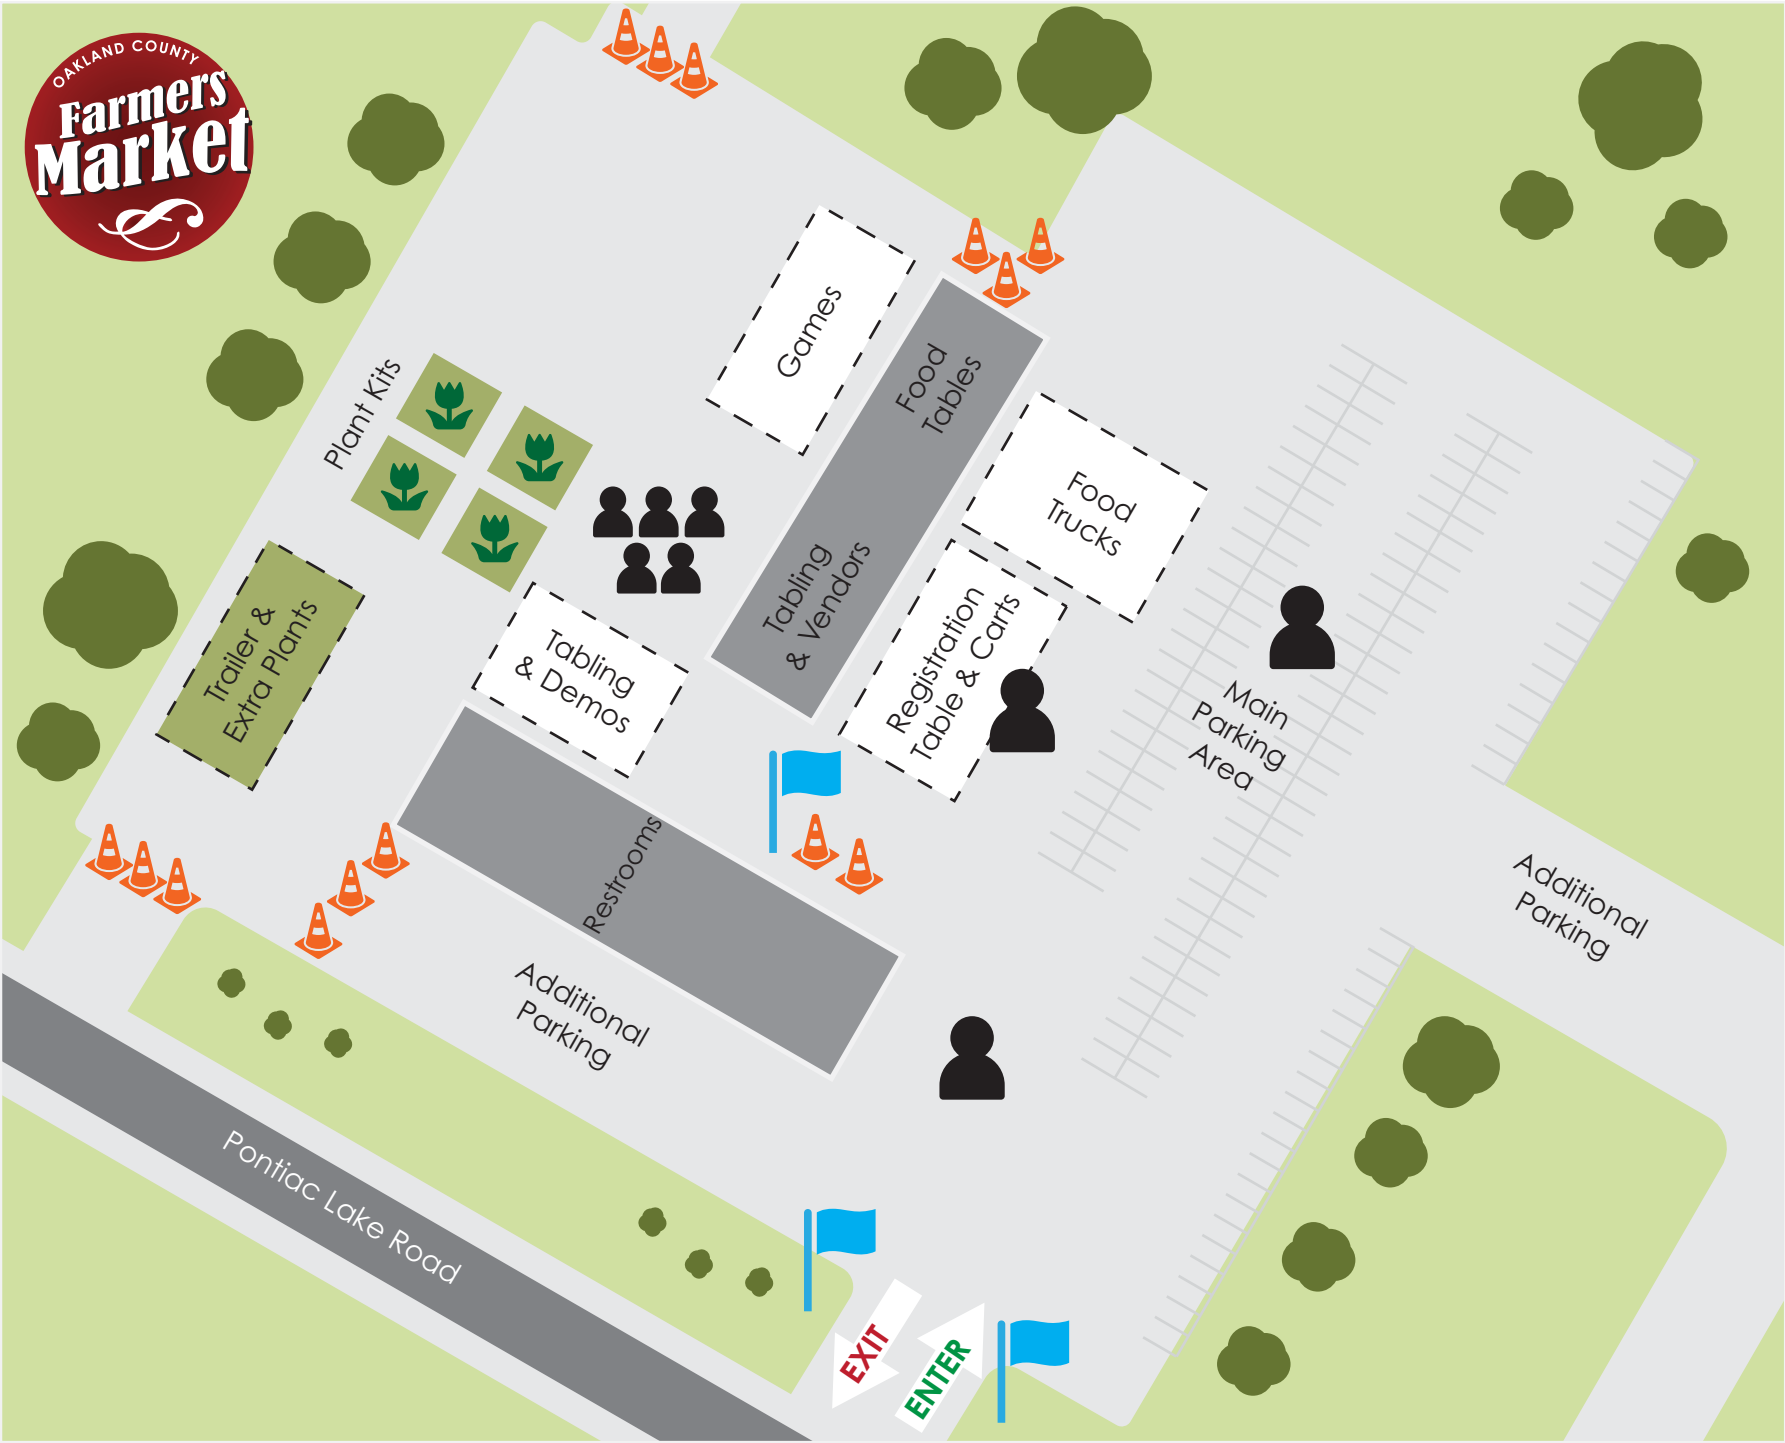 OAKLAND COUNTY
Farmers
Market
Games
Food
Tables
Plant Kits
Food
Trucks
Tabling
& Vendors
Registration
Table & Carts
Trailer &
Extra Plants
Tabling
& Demos
Main
Parking
Area
Restrooms
Additional
Parking
Additional
Parking
Pontiac Lake Road
EXIT
ENTER